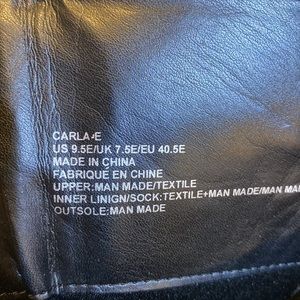 CARLA-E
US 9.5E/UK 7.5E/EU 40.5E
MADE IN CHINA
FABRIQUE EN CHINE
UPPER:MAN MADE/TEXTILE
INNER LINIGN/SOCK:TEXTILE+MAN MADE/MAN MA
OUTSOLE:MAN MADE